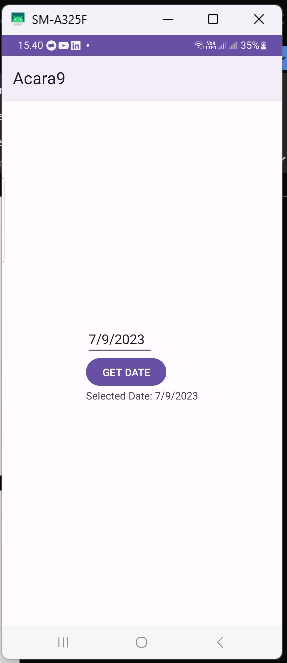 SM-A325F
15.40
35%
Acara9
7/9/2023
GET DATE
Selected Date: 7/9/2023